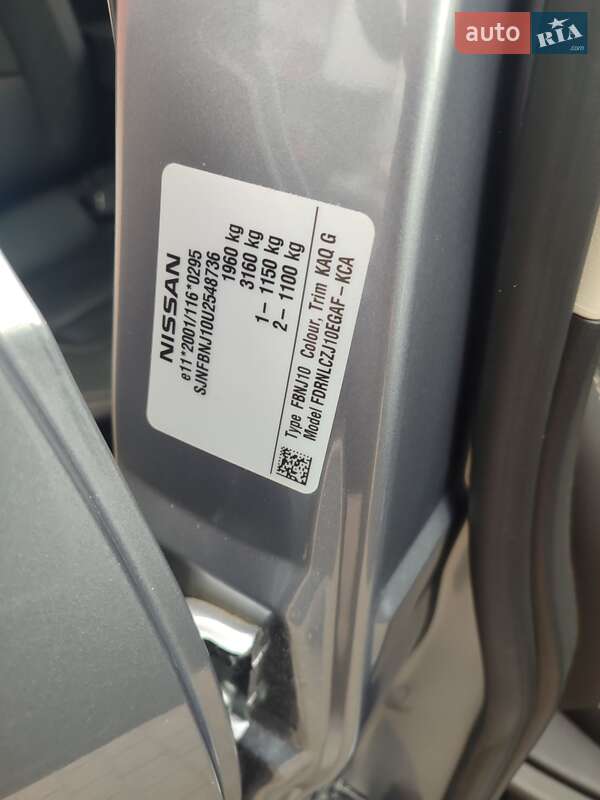 auto RIA .com
NISSAN
e11*2001/116*0295
SJNFBNJ10U2548736
1960 kg
3160 kg
1– 1150 kg
2– 1100 kg
Type FBNJ10 Colour, Trim KAQ G
Model FDRNLCZJ10EGAF – KCA